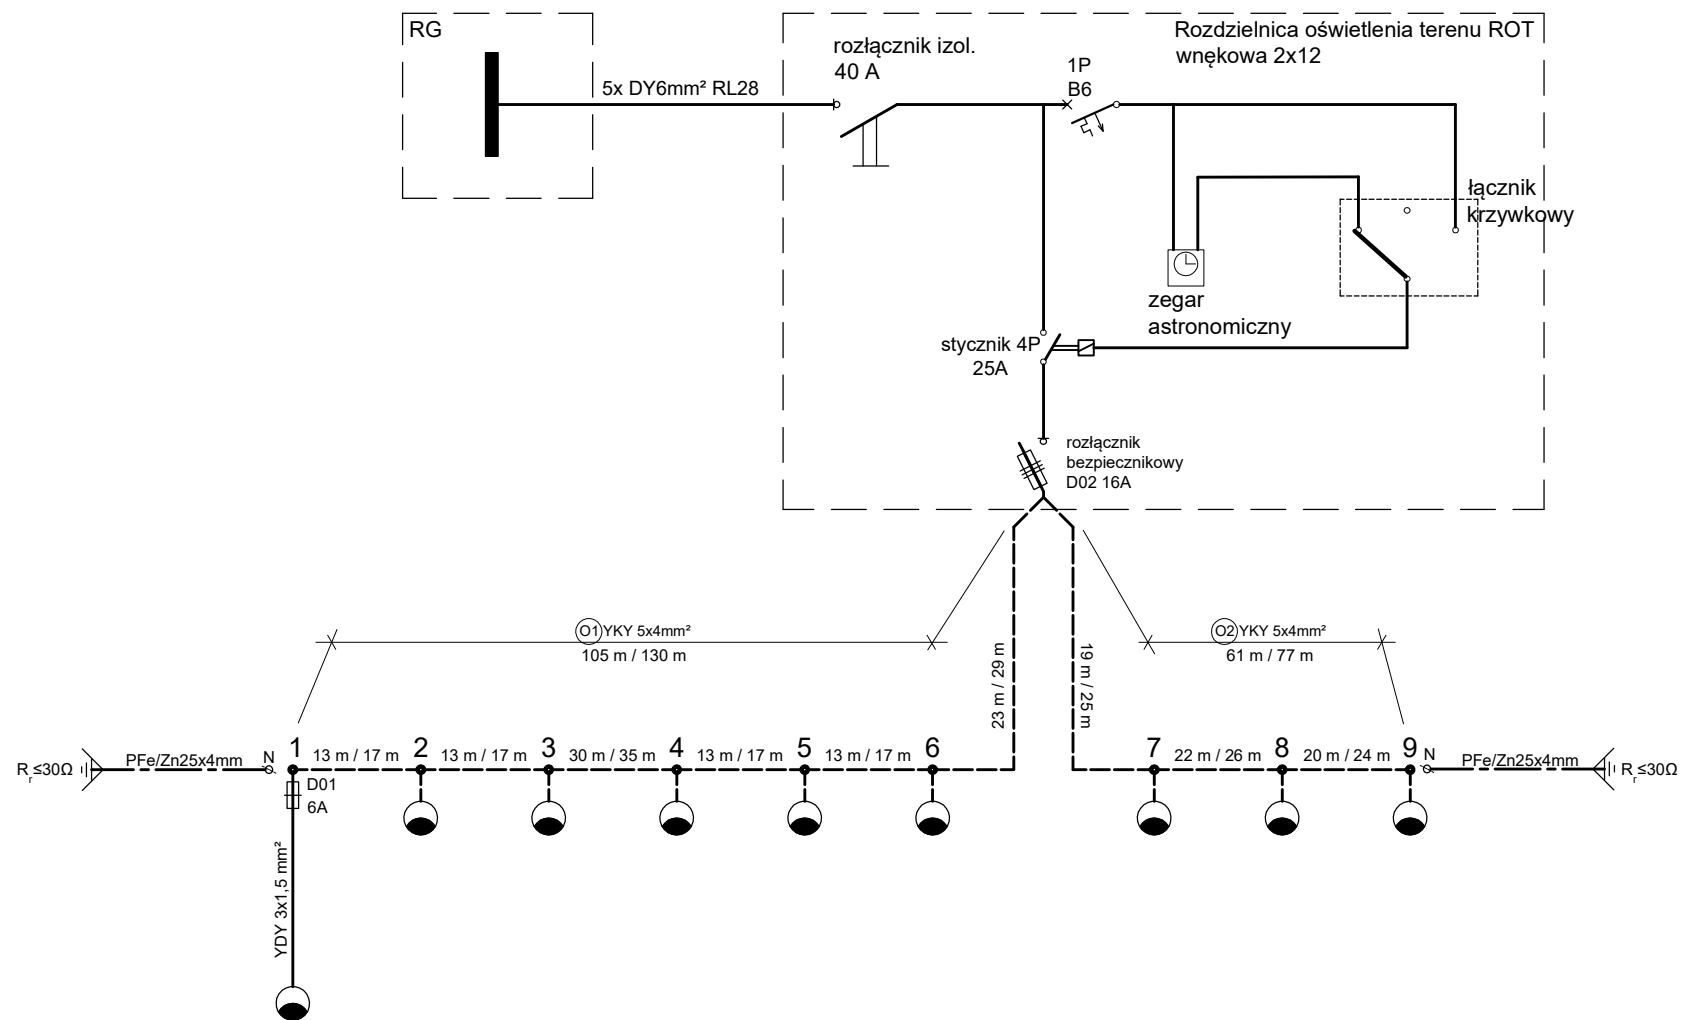 RG
5x DY6mm² RL28
Rozdzielnica oświetlenia terenu ROT
wnękowa 2x12
rozłącznik izol.
40 A
1P
B6
łącznik
krzywkowy
zegar
astronomiczny
stycznik 4P
25A
rozłącznik
bezpiecznikowy
D02 16A
O1 YKY 5x4mm²
105 m / 130 m
O2 YKY 5x4mm²
61 m / 77 m
23 m / 29 m
19 m / 25 m
Rr≤30Ω
PFe/Zn25x4mm
N
1
13 m / 17 m
2
13 m / 17 m
3
30 m / 35 m
4
13 m / 17 m
5
13 m / 17 m
6
7
22 m / 26 m
8
20 m / 24 m
9
N
PFe/Zn25x4mm
Rr≤30Ω
D01
6A
YDY 3x1,5 mm²